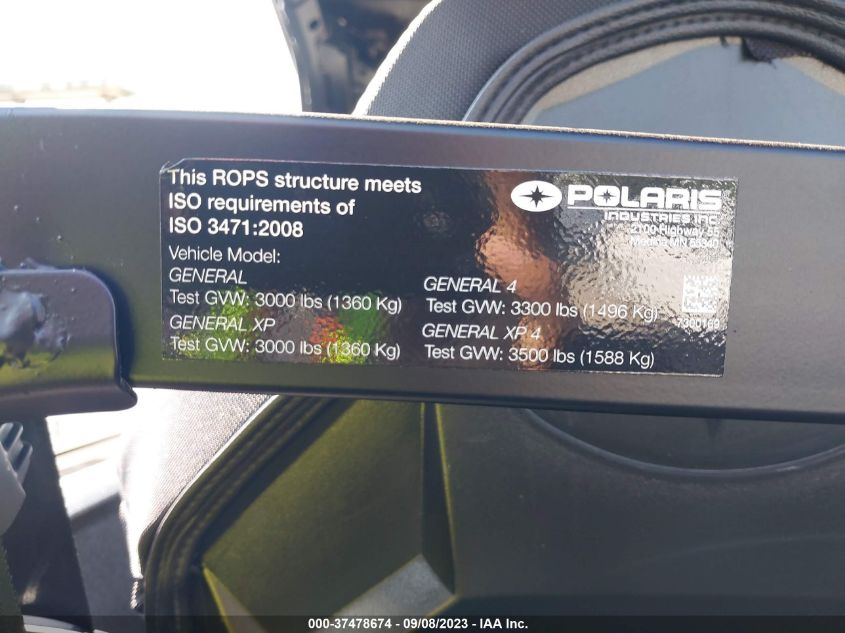 This ROPS structure meets
ISO requirements of
ISO 3471:2008
Vehicle Model:
GENERAL
Test GVW: 3000 lbs (1360 Kg)
GENERAL XP
Test GVW: 3000 lbs (1360 Kg)
POLARIS
INDUSTRIES INC.
2100 Highway 55
Medina MN 55340
GENERAL 4
Test GVW: 3300 lbs (1496 Kg)
GENERAL XP 4
Test GVW: 3500 lbs (1588 Kg)
000-37478674 - 09/08/2023 - IAA Inc.